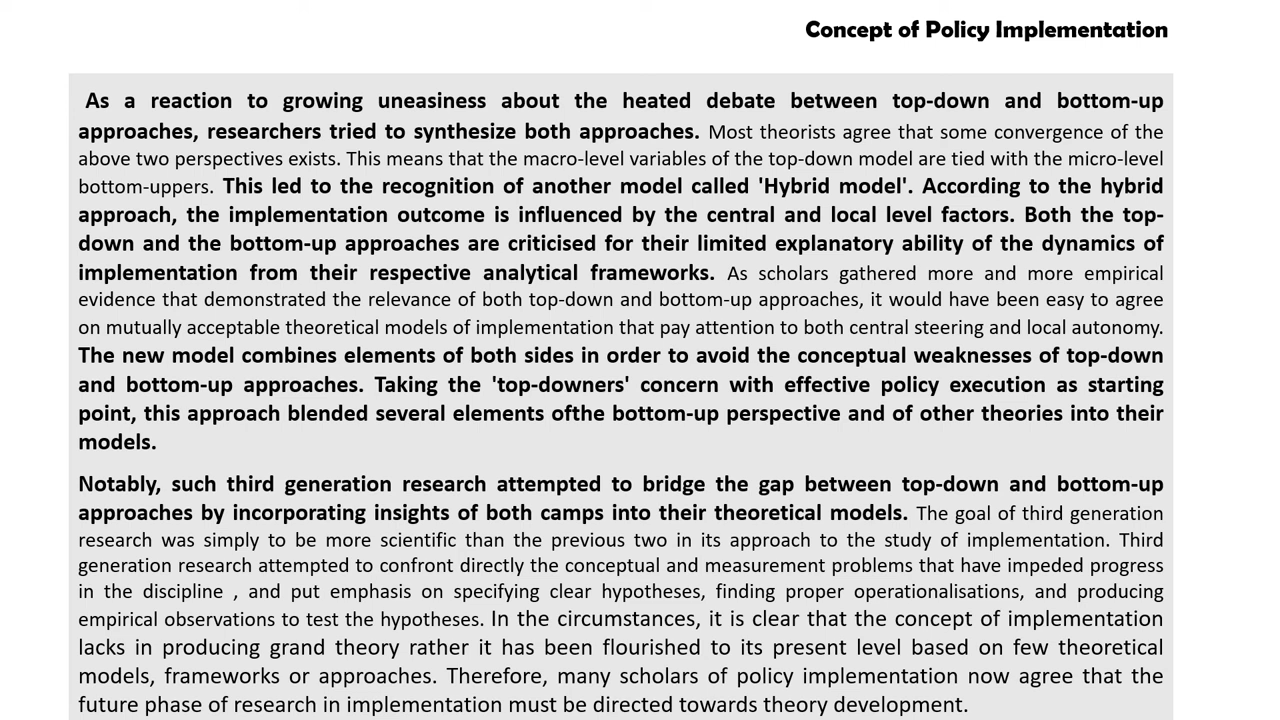 Concept of Policy Implementation
As a reaction to growing uneasiness about the heated debate between top-down and bottom-up
approaches, researchers tried to synthesize both approaches. Most theorists agree that some convergence of the
above two perspectives exists. This means that the macro-level variables of the top-down model are tied with the micro-level
bottom-uppers. This led to the recognition of another model called 'Hybrid model'. According to the hybrid
approach, the implementation outcome is influenced by the central and local level factors. Both the top-
down and the bottom-up approaches are criticised for their limited explanatory ability of the dynamics of
implementation from their respective analytical frameworks. As scholars gathered more and more empirical
evidence that demonstrated the relevance of both top-down and bottom-up approaches, it would have been easy to agree
on mutually acceptable theoretical models of implementation that pay attention to both central steering and local autonomy.
The new model combines elements of both sides in order to avoid the conceptual weaknesses of top-down
and bottom-up approaches. Taking the 'top-downers' concern with effective policy execution as starting
point, this approach blended several elements ofthe bottom-up perspective and of other theories into their
models.
Notably, such third generation research attempted to bridge the gap between top-down and bottom-up
approaches by incorporating insights of both camps into their theoretical models. The goal of third generation
research was simply to be more scientific than the previous two in its approach to the study of implementation. Third
generation research attempted to confront directly the conceptual and measurement problems that have impeded progress
in the discipline , and put emphasis on specifying clear hypotheses, finding proper operationalisations, and producing
empirical observations to test the hypotheses. In the circumstances, it is clear that the concept of implementation
lacks in producing grand theory rather it has been flourished to its present level based on few theoretical
models, frameworks or approaches. Therefore, many scholars of policy implementation now agree that the
future phase of research in implementation must be directed towards theory development.